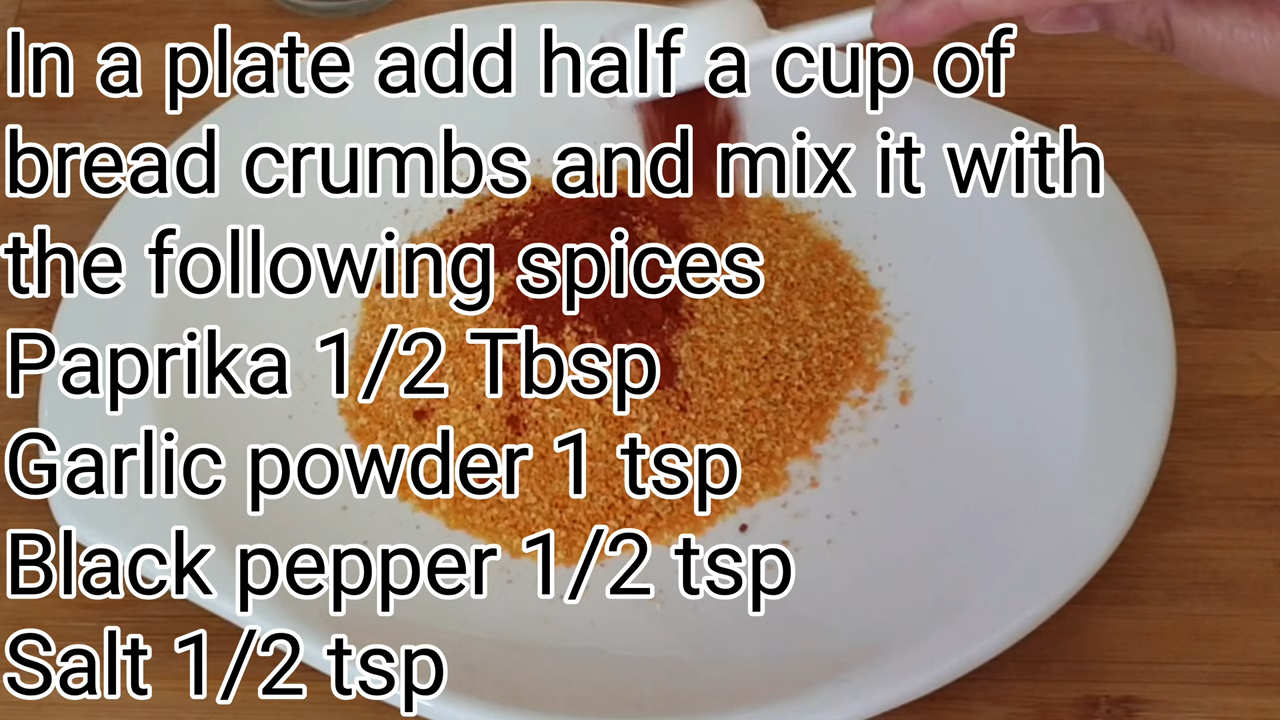 In a plate add half a cup of
bread crumbs and mix it with
the following spices
Paprika 1/2 Tbsp
Garlic powder 1 tsp
Black pepper 1/2 tsp
Salt 1/2 tsp